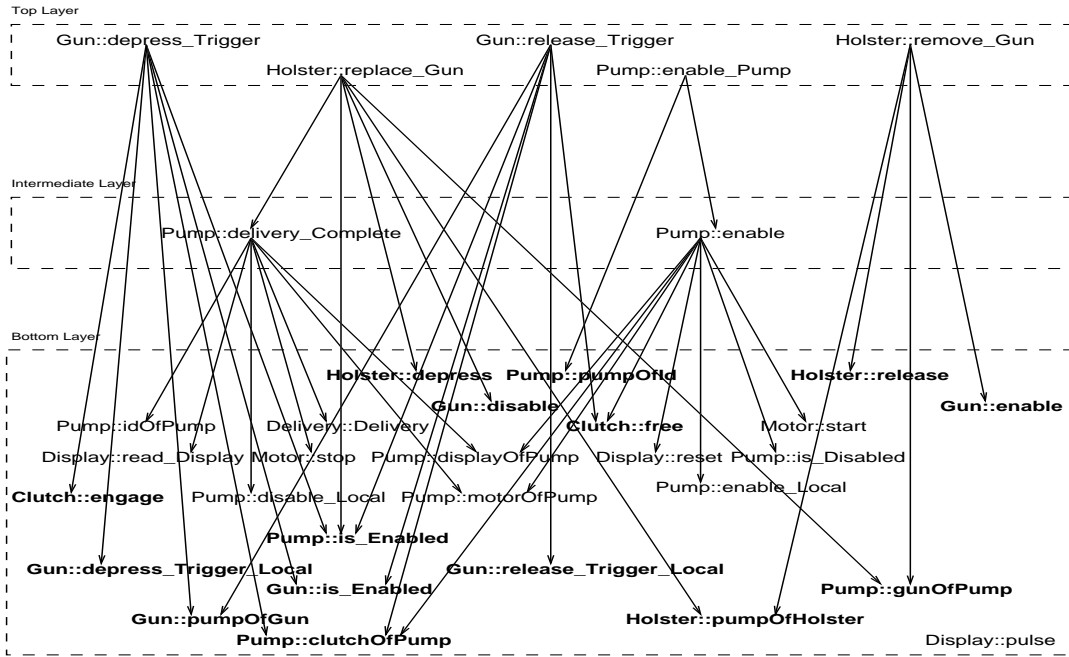 Top Layer
Gun::depress_Trigger Gun::release_Trigger Holster::remove_Gun
Holster::replace_Gun Pump::enable_Pump
Intermediate Layer
Pump::delivery_Complete Pump::enable
Bottom Layer
Holster::depress Pump::pumpOfId Holster::release
Gun::disable Gun::enable
Pump::idOfPump Delivery::Delivery Clutch::free Motor::start
Display::read_Display Motor::stop Pump::displayOfPump Display::reset Pump::is_Disabled
Pump::enable_Local
Clutch::engage Pump::disable_Local Pump::motorOfPump
Pump::is_Enabled
Gun::depress_Trigger_Local Gun::release_Trigger_Local
Gun::is_Enabled Pump::gunOfPump
Gun::pumpOfGun Holster::pumpOfHolster
Pump::clutchOfPump Display::pulse